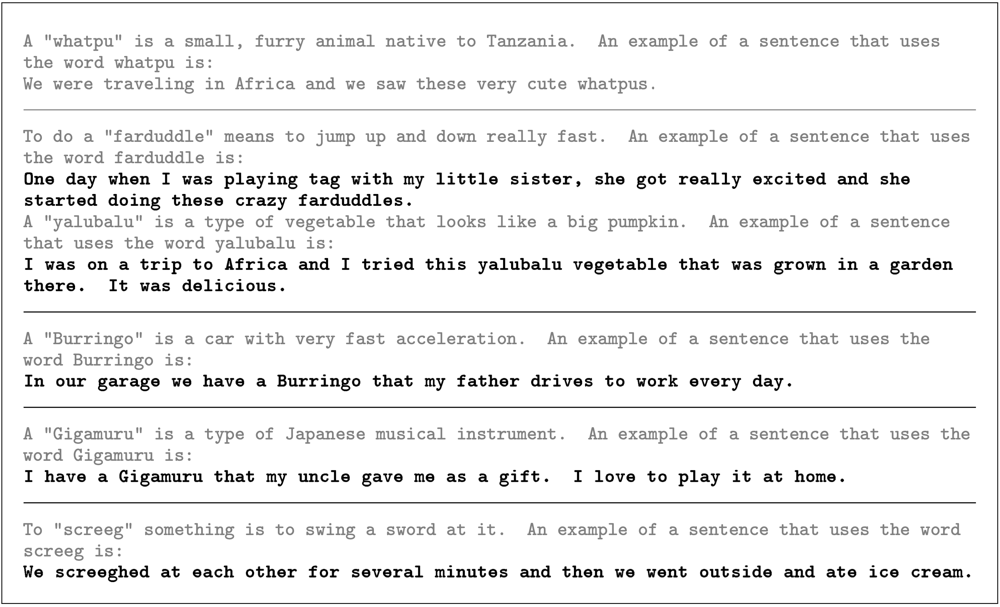 A "whatpu" is a small, furry animal native to Tanzania.  An example of a sentence that uses
the word whatpu is:
We were traveling in Africa and we saw these very cute whatpus.
To do a "farduddle" means to jump up and down really fast.  An example of a sentence that uses
the word farduddle is:
One day when I was playing tag with my little sister, she got really excited and she
started doing these crazy farduddles.
A "yalubalu" is a type of vegetable that looks like a big pumpkin.  An example of a sentence
that uses the word yalubalu is:
I was on a trip to Africa and I tried this yalubalu vegetable that was grown in a garden
there.  It was delicious.
A "Burringo" is a car with very fast acceleration.  An example of a sentence that uses the
word Burringo is:
In our garage we have a Burringo that my father drives to work every day.
A "Gigamuru" is a type of Japanese musical instrument.  An example of a sentence that uses the
word Gigamuru is:
I have a Gigamuru that my uncle gave me as a gift.  I love to play it at home.
To "screeg" something is to swing a sword at it.  An example of a sentence that uses the word
screeg is:
We screeghed at each other for several minutes and then we went outside and ate ice cream.